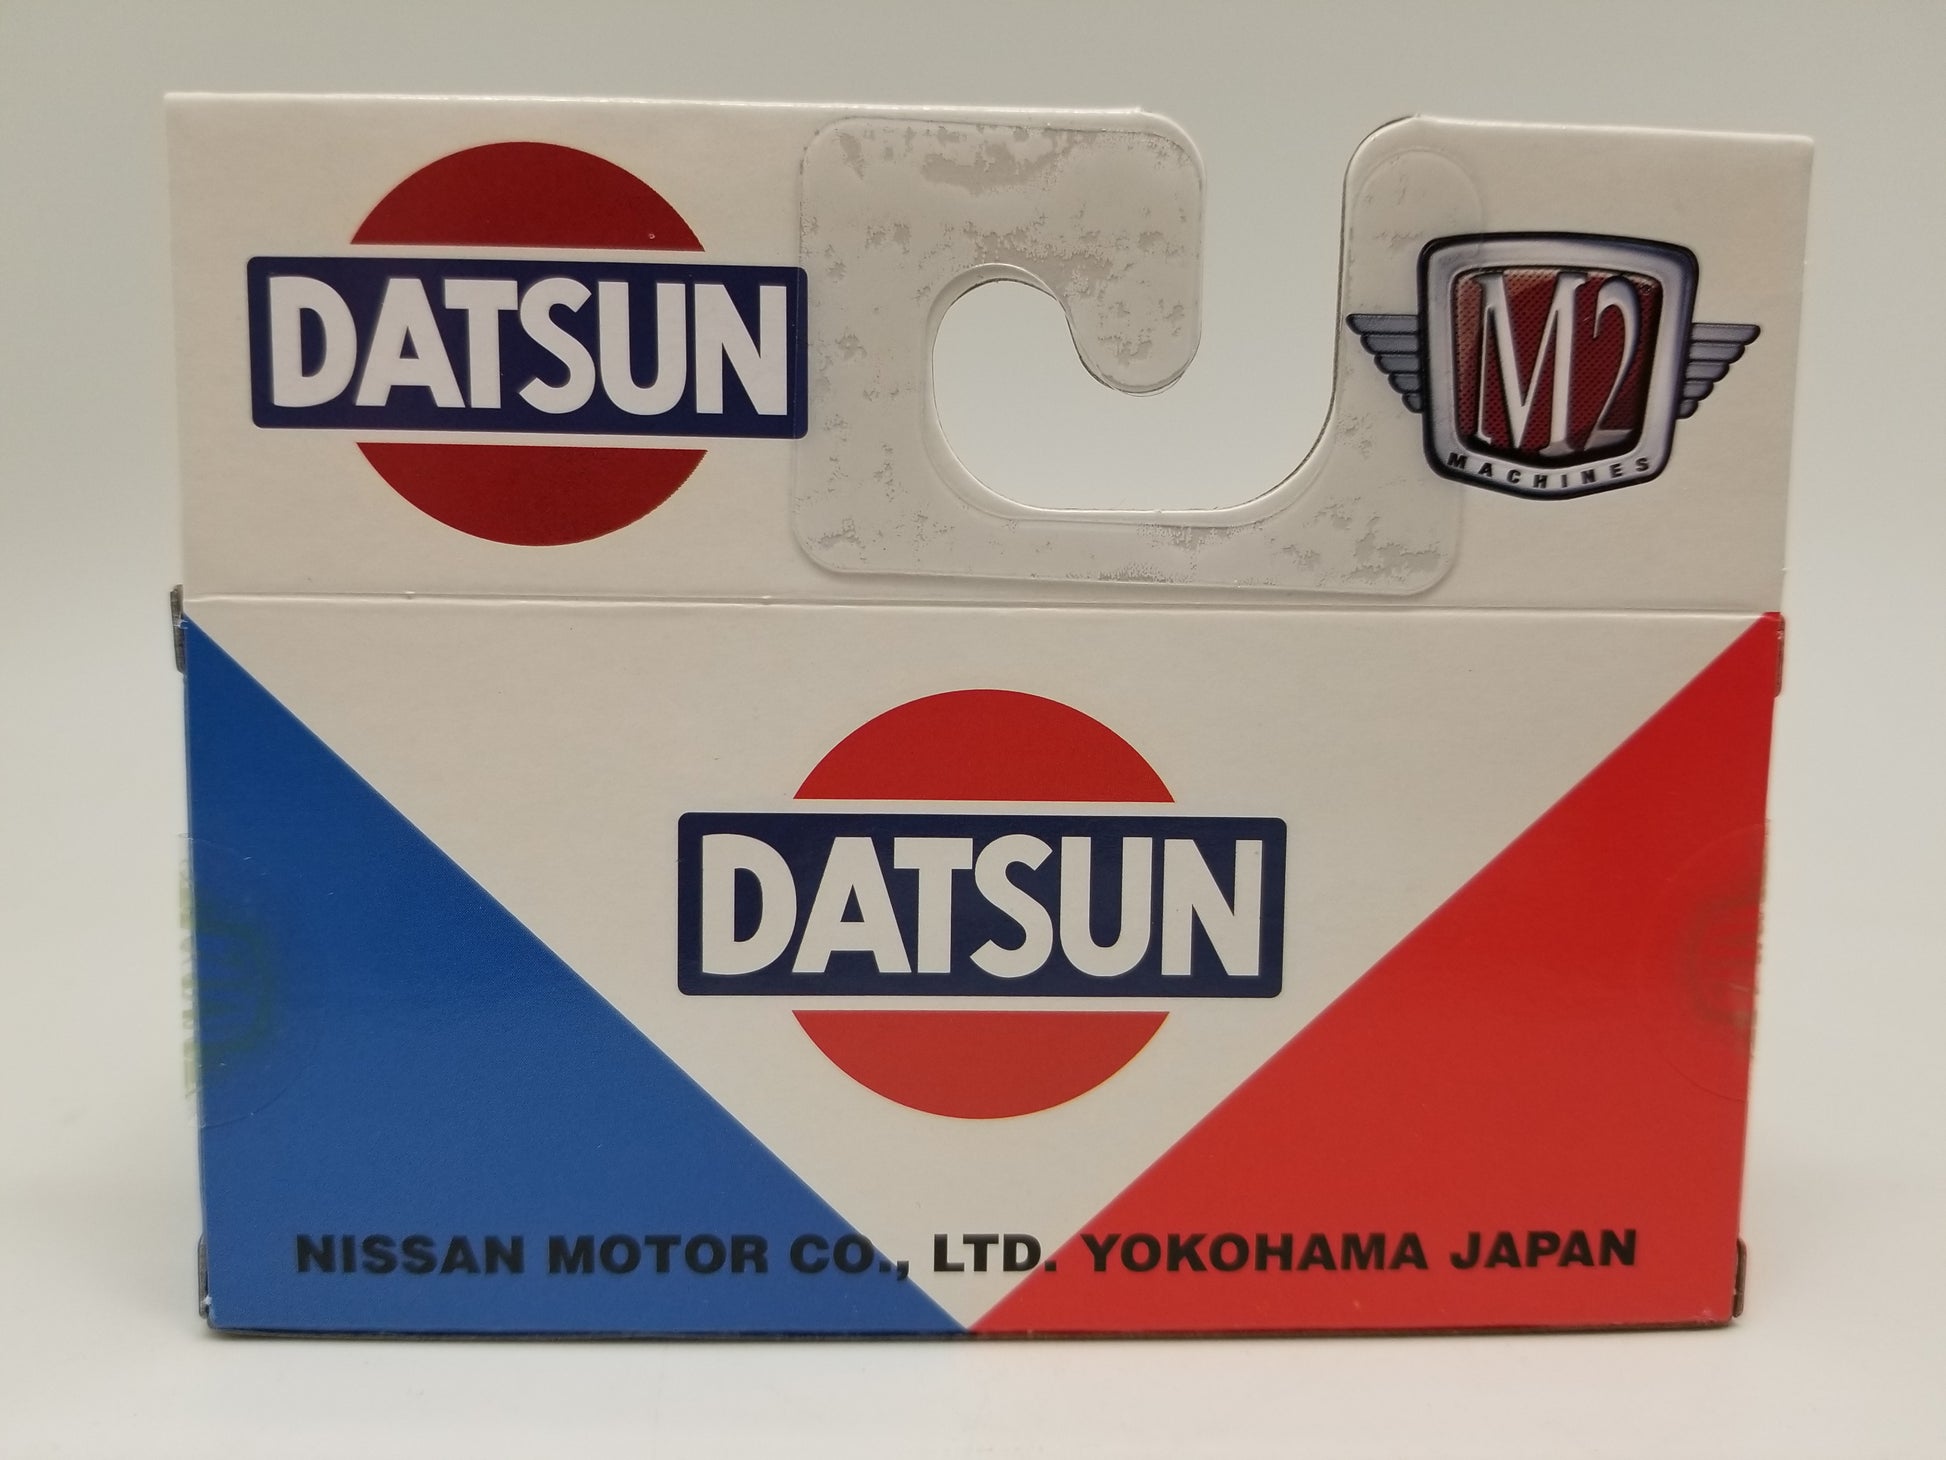 DATSUN
M2
MACHINES
DATSUN
NISSAN MOTOR CO., LTD. YOKOHAMA JAPAN